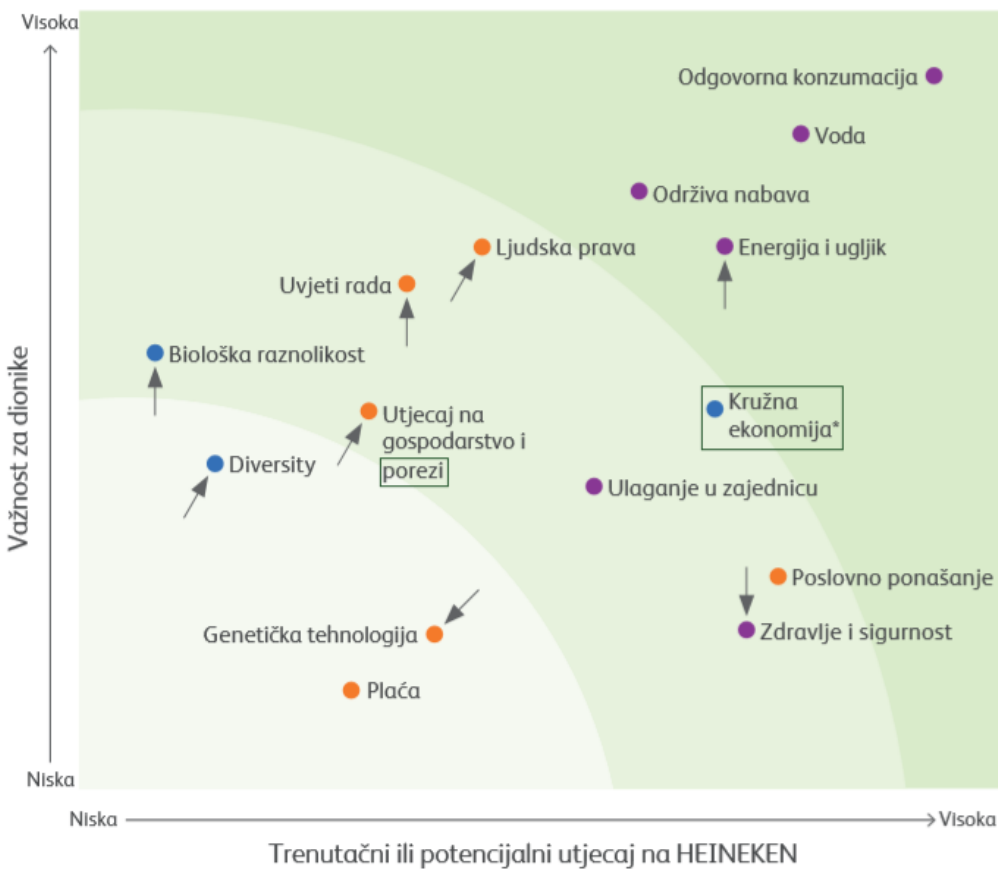 Visoka
Odgovorna konzumacija
Voda
Održiva nabava
Ljudska prava
Energija i ugljik
Uvjeti rada
Biološka raznolikost
Kružna
ekonomija*
Utjecaj na
gospodarstvo i
porezi
Diversity
Ulaganje u zajednicu
Poslovno ponašanje
Genetička tehnologija
Zdravlje i sigurnost
Plaća
Važnost za dionike
Niska
Niska
Visoka
Trenutačni ili potencijalni utjecaj na HEINEKEN